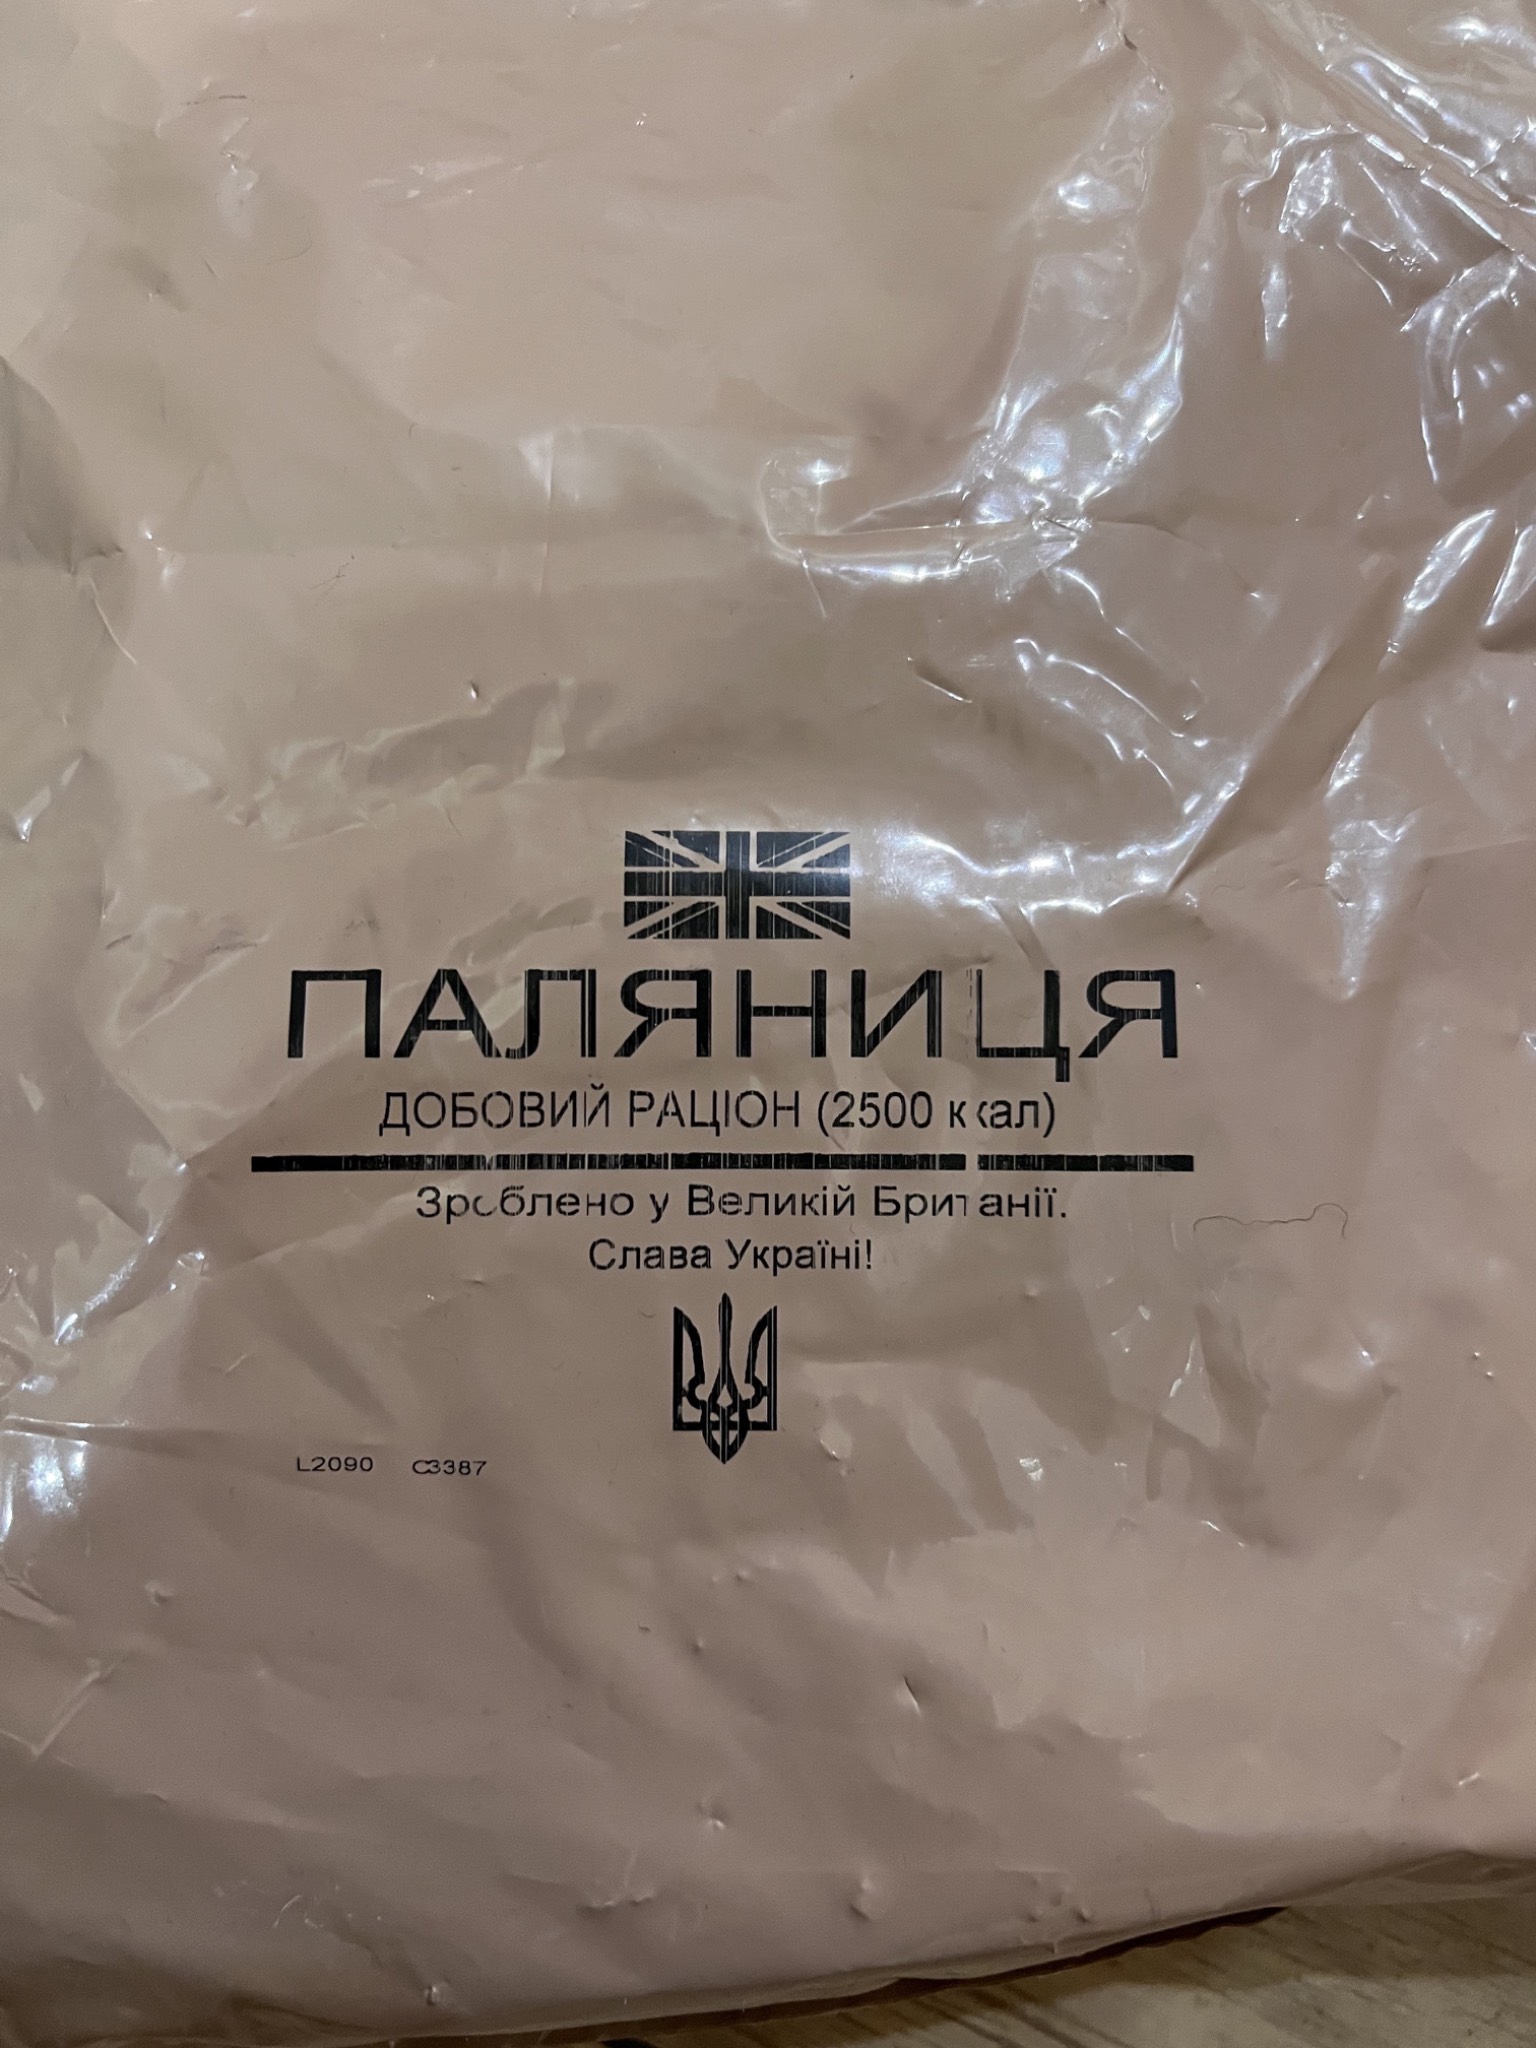 ПАЛЯНИЦЯ
ДОБОВИЙ РАЦІОН (2500 ккал)
Зроблено у Великій Британії.
Слава Україні!
L2090 C3387